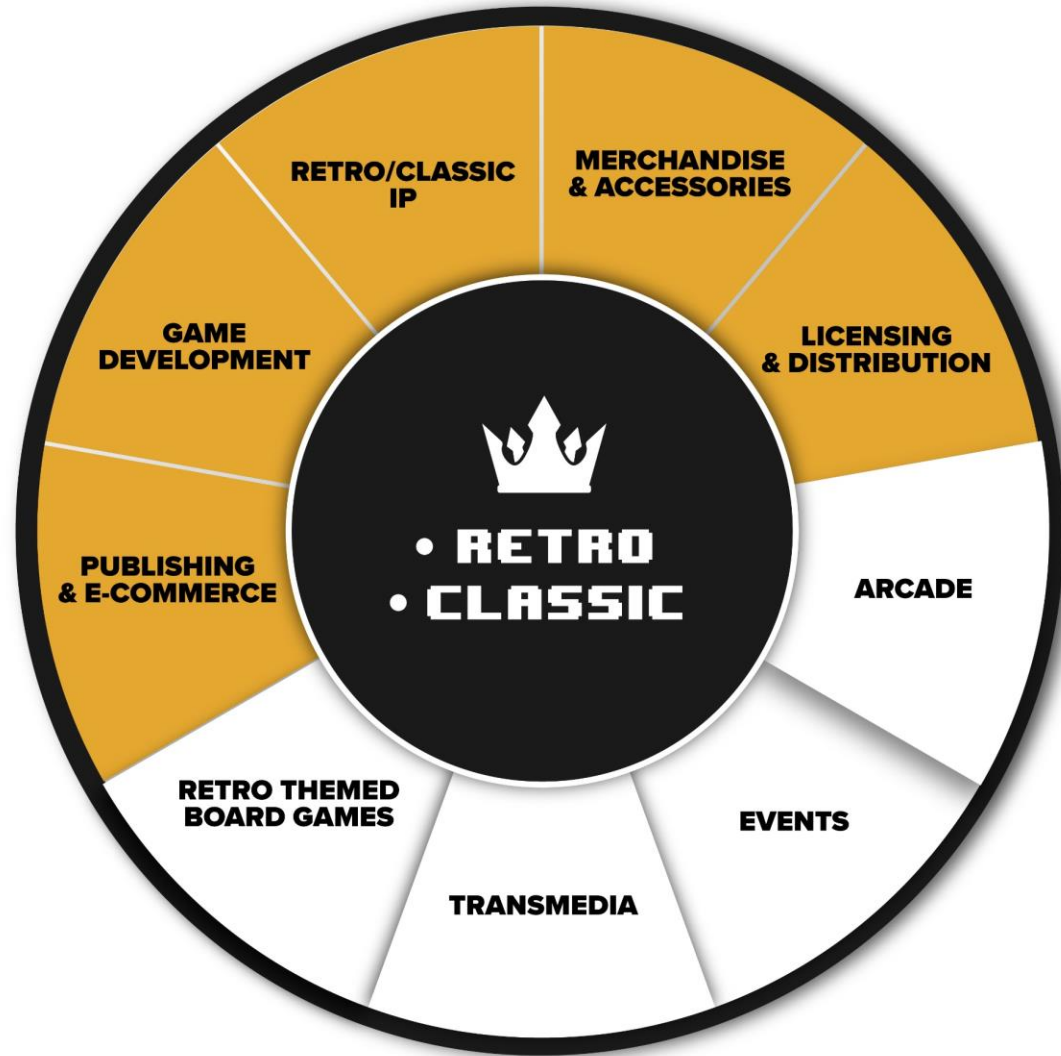 RETRO/CLASSIC
IP
MERCHANDISE
& ACCESSORIES
LICENSING
& DISTRIBUTION
ARCADE
EVENTS
TRANSMEDIA
RETRO THEMED
BOARD GAMES
PUBLISHING
& E-COMMERCE
GAME
DEVELOPMENT
• RETRO
• CLASSIC